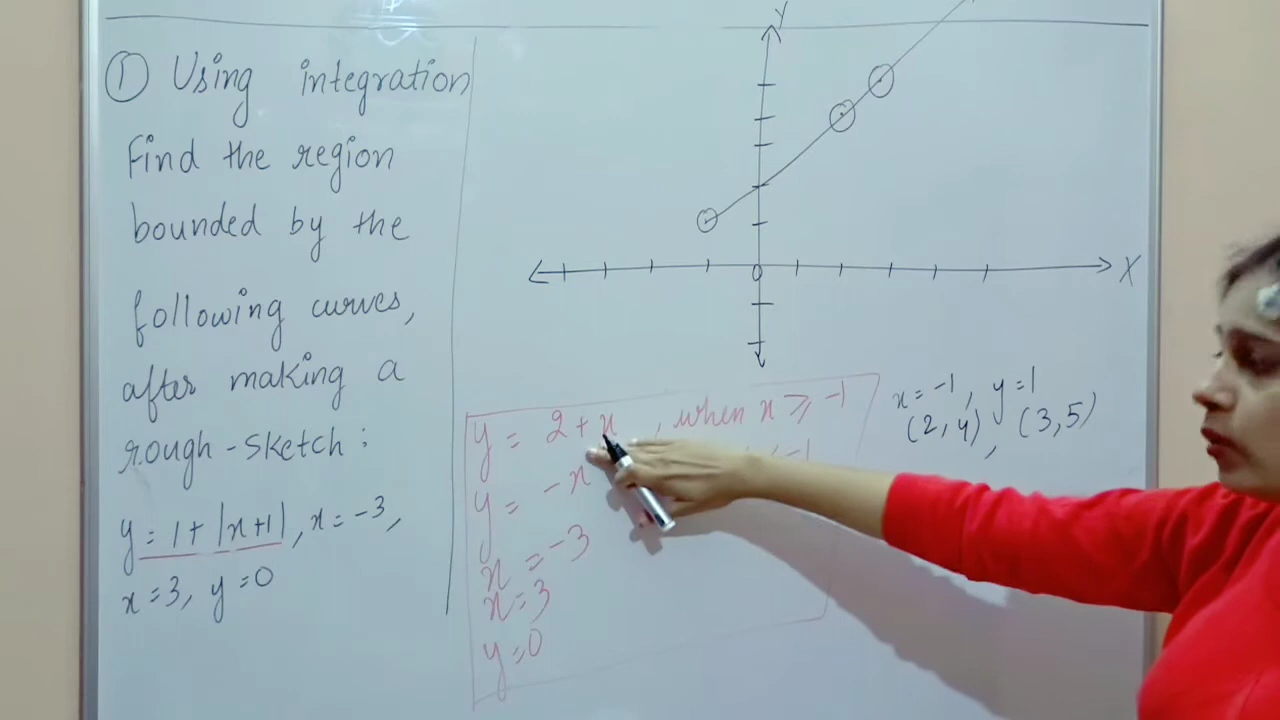 ① Using integration
Find the region
bounded by the
following curves,
after making a
rough-sketch:
y = 1 + |x+1|, x = -3,
x = 3, y = 0
Y
X
0
y = 2 + x , when x ≥ -1
y = -x < -1
x = -3
x = 3
y = 0
x = -1, y = 1
(2, 4), (3, 5)